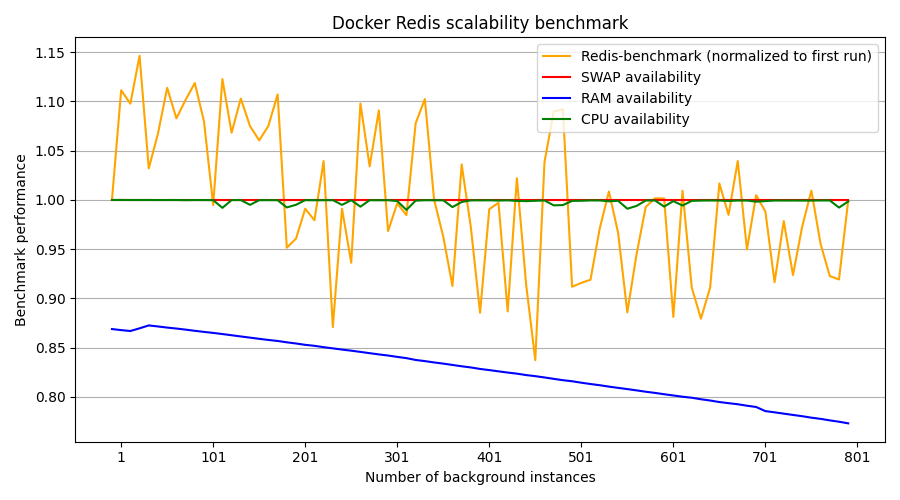 Docker Redis scalability benchmark
Redis-benchmark (normalized to first run)
SWAP availability
RAM availability
CPU availability
Benchmark performance
1.15
1.10
1.05
1.00
0.95
0.90
0.85
0.80
1 101 201 301 401 501 601 701 801
Number of background instances